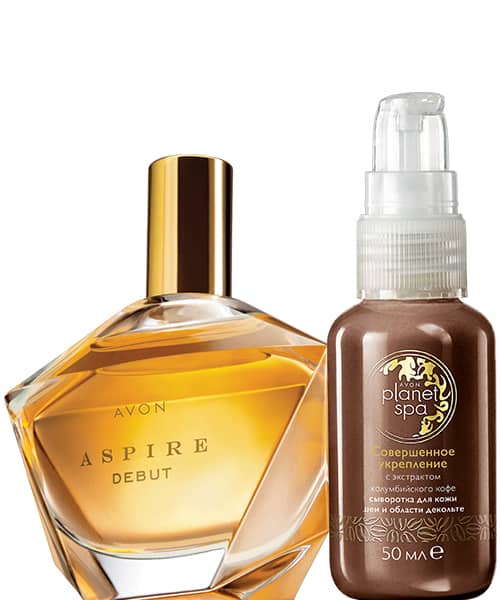 AVON
ASPIRE
DEBUT
AVON
planet
spa
Совершенное
укрепление
с экстрактом
колумбийского кофе
сыворотка для кожи
шеи и области декольте
50 МЛ ℮